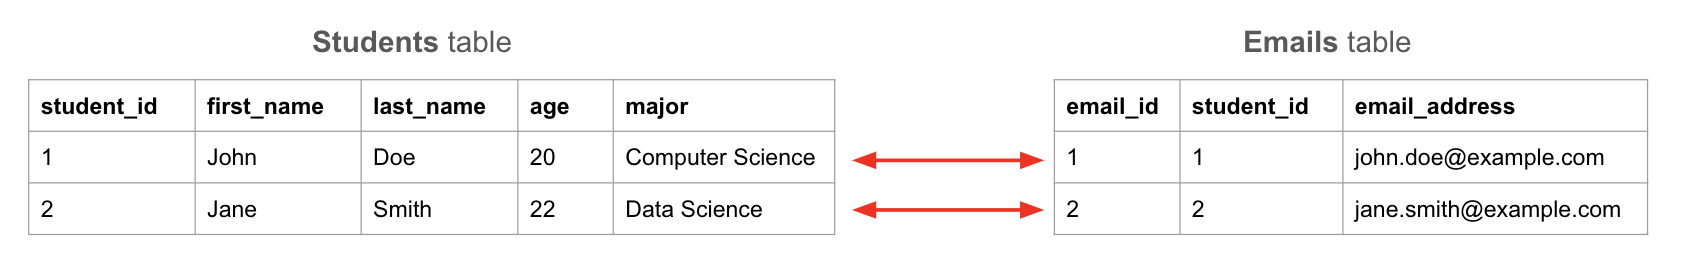 Students table
student_id first_name last_name age major
1 John Doe 20 Computer Science
2 Jane Smith 22 Data Science
Emails table
email_id student_id email_address
1 1 john.doe@example.com
2 2 jane.smith@example.com